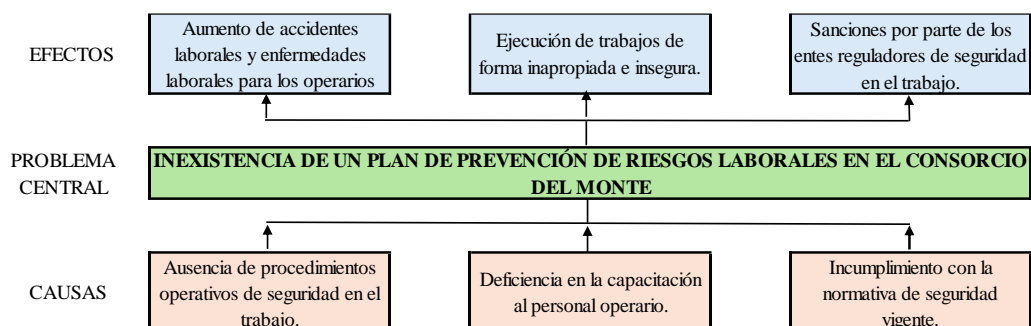 EFECTOS
Aumento de accidentes
laborales y enfermedades
laborales para los operarios
Ejecución de trabajos de
forma inapropiada e insegura.
Sanciones por parte de los
entes reguladores de seguridad
en el trabajo.
PROBLEMA
CENTRAL
INEXISTENCIA DE UN PLAN DE PREVENCIÓN DE RIESGOS LABORALES EN EL CONSORCIO
DEL MONTE
CAUSAS
Ausencia de procedimientos
operativos de seguridad en el
trabajo.
Deficiencia en la capacitación
al personal operario.
Incumplimiento con la
normativa de seguridad
vigente.